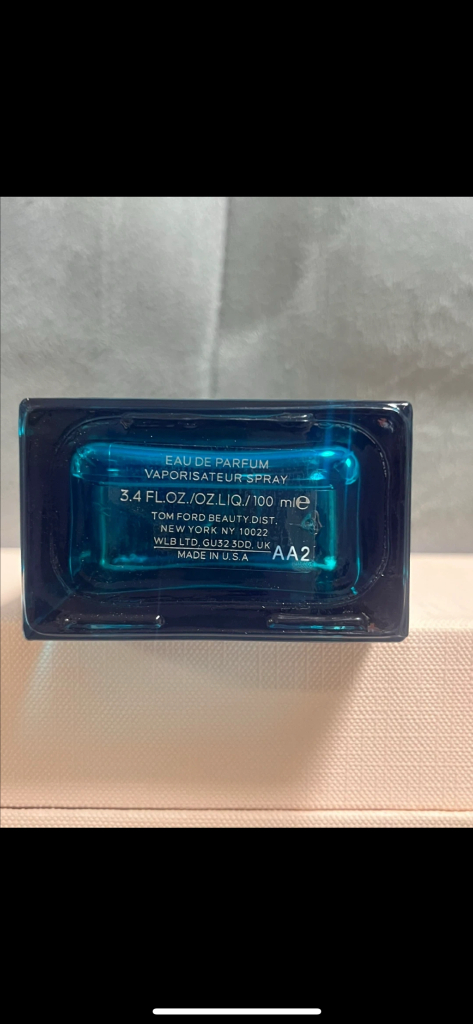 EAU DE PARFUM
VAPORISATEUR SPRAY
3.4 FL.OZ./OZ.LIQ./100 ml℮
TOM FORD BEAUTY.DIST.
NEW YORK NY 10022
WLB LTD, GU32 3DD, UK
MADE IN U.S.A
AA2